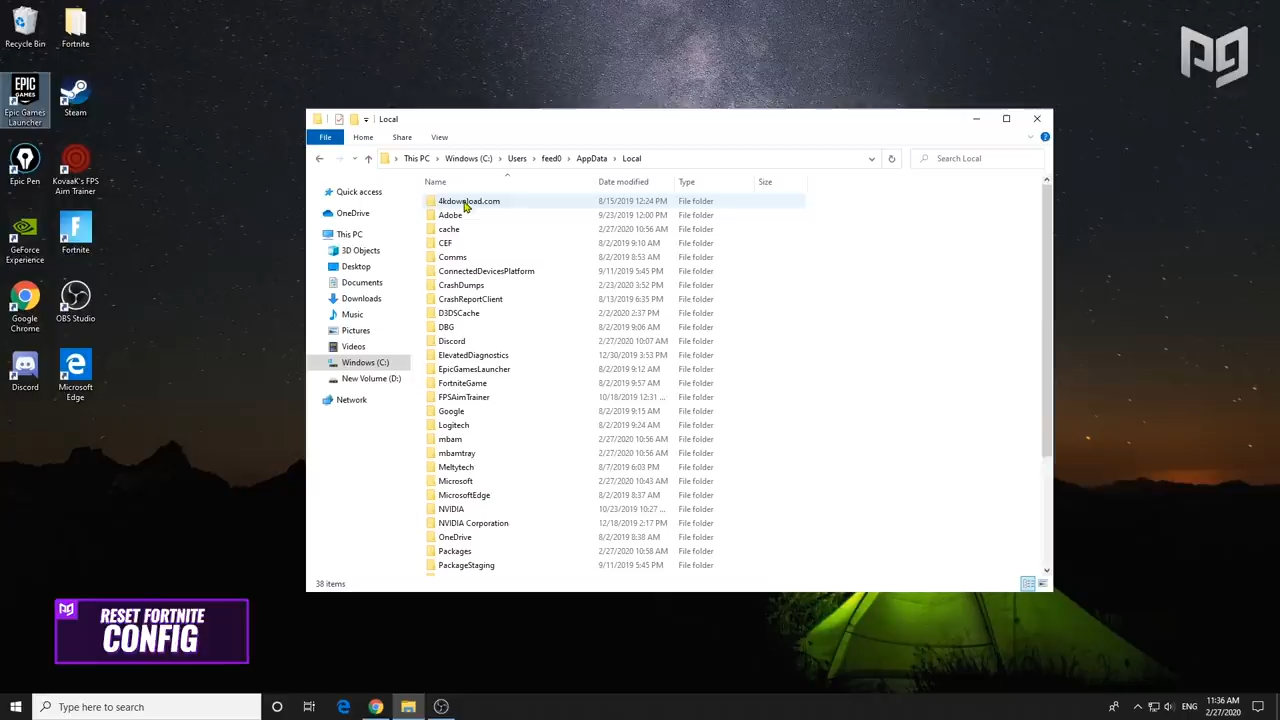 Recycle Bin
Fortnite
Epic Games
Launcher
EPIC
GAMES
Steam
Epic Pen
KovaaK's FPS
Aim Trainer
GeForce
Experience
Fortnite
Google
Chrome
OBS Studio
Discord
Microsoft
Edge
Local
File Home Share View
This PC > Windows (C:) > Users > feed0 > AppData > Local
Search Local
Quick access
OneDrive
This PC
3D Objects
Desktop
Documents
Downloads
Music
Pictures
Videos
Windows (C:)
New Volume (D:)
Network
Name Date modified Type Size
4kdownload.com 8/15/2019 12:24 PM File folder
Adobe 9/23/2019 12:00 PM File folder
cache 2/27/2020 10:56 AM File folder
CEF 8/2/2019 9:10 AM File folder
Comms 8/2/2019 8:53 AM File folder
ConnectedDevicesPlatform 9/11/2019 5:45 PM File folder
CrashDumps 2/23/2020 3:52 PM File folder
CrashReportClient 8/13/2019 6:35 PM File folder
D3DSCache 2/2/2020 2:37 PM File folder
DBG 8/2/2019 9:06 AM File folder
Discord 2/27/2020 10:07 AM File folder
ElevatedDiagnostics 12/30/2019 3:53 PM File folder
EpicGamesLauncher 8/2/2019 9:12 AM File folder
FortniteGame 8/2/2019 9:57 AM File folder
FPSAimTrainer 10/18/2019 12:31 ... File folder
Google 8/2/2019 9:15 AM File folder
Logitech 8/2/2019 9:24 AM File folder
mbam 2/27/2020 10:56 AM File folder
mbamtray 2/27/2020 10:56 AM File folder
Meltytech 8/7/2019 6:03 PM File folder
Microsoft 2/27/2020 10:43 AM File folder
MicrosoftEdge 8/2/2019 8:37 AM File folder
NVIDIA 10/23/2019 10:27 ... File folder
NVIDIA Corporation 12/18/2019 2:17 PM File folder
OneDrive 8/2/2019 8:38 AM File folder
Packages 2/27/2020 10:58 AM File folder
PackageStaging 9/11/2019 5:45 PM File folder
38 items
RESET FORTNITE
CONFIG
Type here to search
11:36 AM
2/27/2020